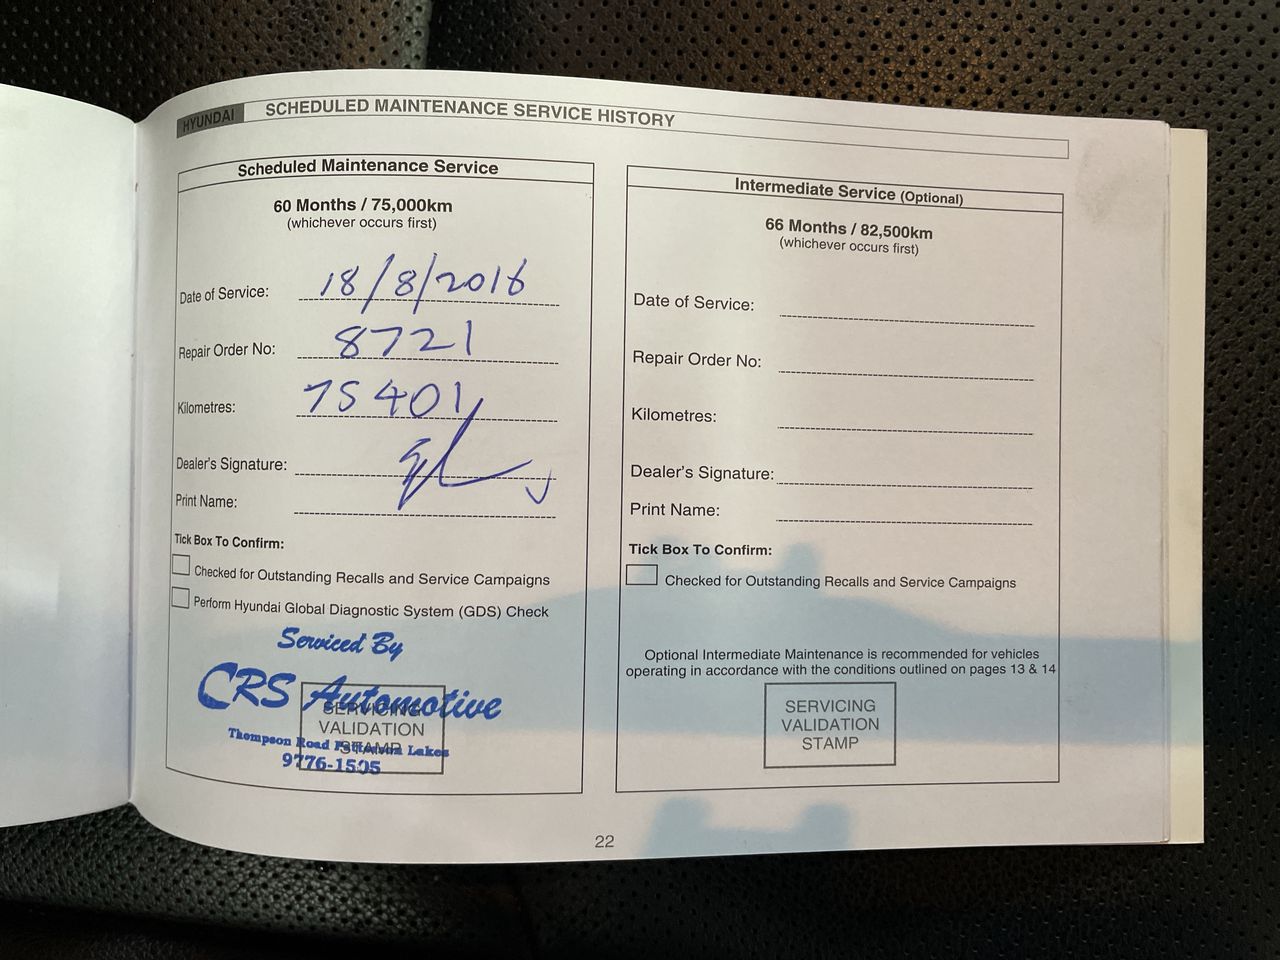 HYUNDAI SCHEDULED MAINTENANCE SERVICE HISTORY
Scheduled Maintenance Service
60 Months / 75,000km
(whichever occurs first)
Date of Service: 18/8/2016
Repair Order No: 8721
Kilometres: 75401
Dealer's Signature:
Print Name:
Tick Box To Confirm:
Checked for Outstanding Recalls and Service Campaigns
Perform Hyundai Global Diagnostic System (GDS) Check
Serviced By
CRS Automotive
SERVICING
VALIDATION
STAMP
Thompson Road Patterson Lakes
9776-1505
Intermediate Service (Optional)
66 Months / 82,500km
(whichever occurs first)
Date of Service:
Repair Order No:
Kilometres:
Dealer's Signature:
Print Name:
Tick Box To Confirm:
Checked for Outstanding Recalls and Service Campaigns
Optional Intermediate Maintenance is recommended for vehicles
operating in accordance with the conditions outlined on pages 13 & 14
SERVICING
VALIDATION
STAMP
22